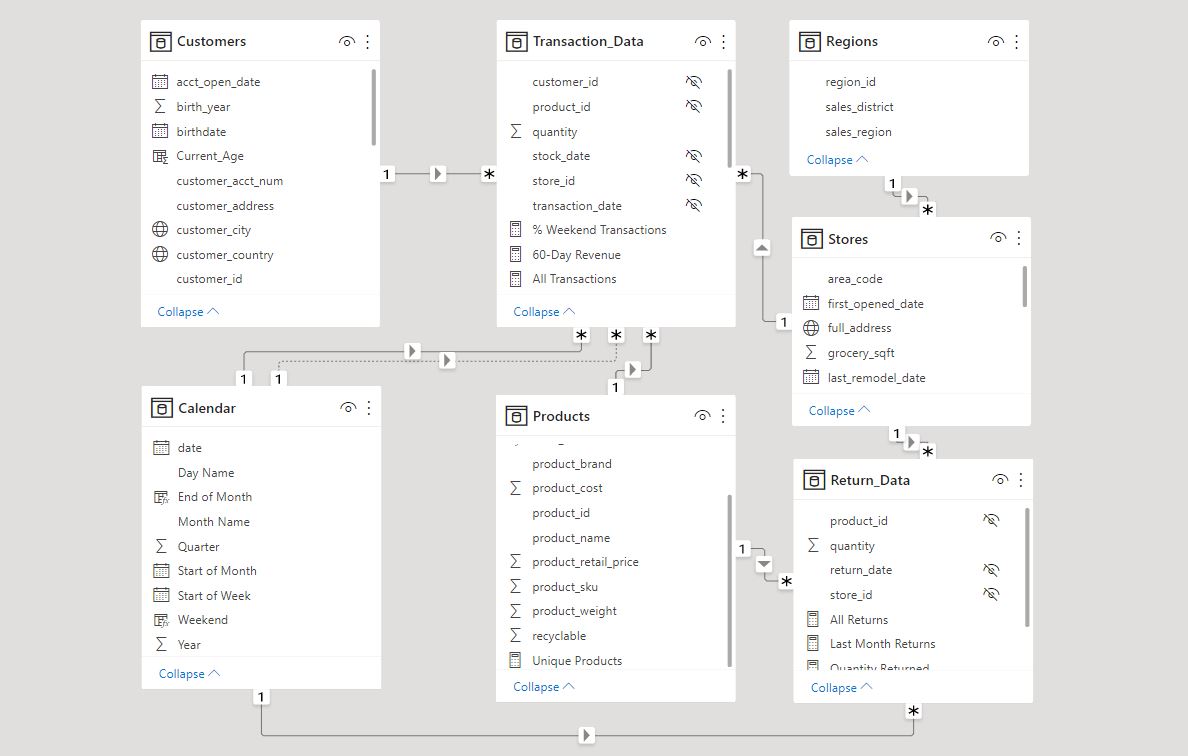 Customers
acct_open_date
birth_year
birthdate
Current_Age
customer_acct_num
customer_address
customer_city
customer_country
customer_id
Collapse
Transaction_Data
customer_id
product_id
quantity
stock_date
store_id
transaction_date
% Weekend Transactions
60-Day Revenue
All Transactions
Collapse
Regions
region_id
sales_district
sales_region
Collapse
1
*
*
1
*
Stores
area_code
first_opened_date
full_address
grocery_sqft
last_remodel_date
Collapse
1
*
*
*
1
1
1
1
*
Calendar
date
Day Name
End of Month
Month Name
Quarter
Start of Month
Start of Week
Weekend
Year
Collapse
Products
product_brand
product_cost
product_id
product_name
product_retail_price
product_sku
product_weight
recyclable
Unique Products
Collapse
Return_Data
product_id
quantity
return_date
store_id
All Returns
Last Month Returns
Quantity Returned
Collapse
1
*
1
*